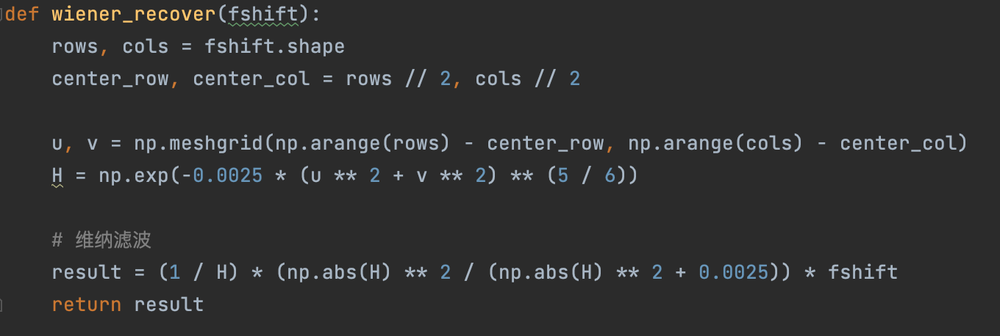 def wiener_recover(fshift):
    rows, cols = fshift.shape
    center_row, center_col = rows // 2, cols // 2
    u, v = np.meshgrid(np.arange(rows) - center_row, np.arange(cols) - center_col)
    H = np.exp(-0.0025 * (u ** 2 + v ** 2) ** (5 / 6))
    # 维纳滤波
    result = (1 / H) * (np.abs(H) ** 2 / (np.abs(H) ** 2 + 0.0025)) * fshift
    return result